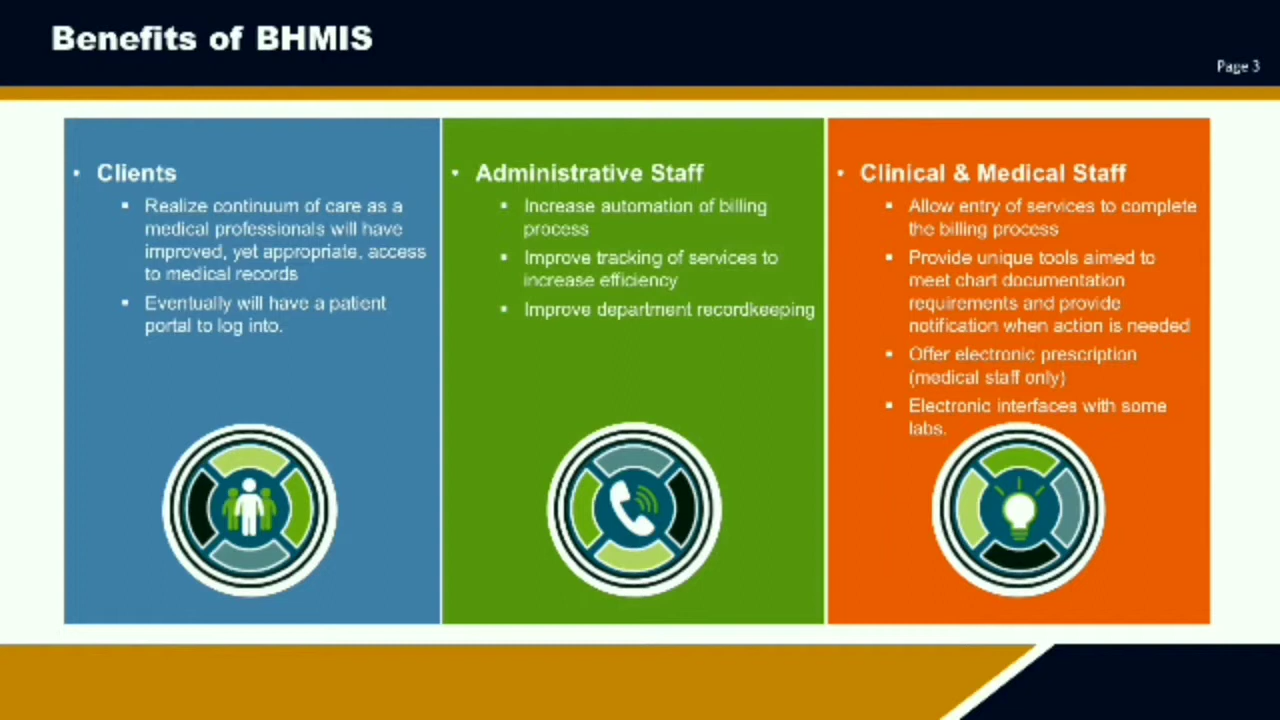 Benefits of BHMIS
Page 3
• Clients
▪ Realize continuum of care as a
medical professionals will have
improved, yet appropriate, access
to medical records
▪ Eventually will have a patient
portal to log into.
• Administrative Staff
▪ Increase automation of billing
process
▪ Improve tracking of services to
increase efficiency
▪ Improve department recordkeeping
• Clinical & Medical Staff
▪ Allow entry of services to complete
the billing process
▪ Provide unique tools aimed to
meet chart documentation
requirements and provide
notification when action is needed
▪ Offer electronic prescription
(medical staff only)
▪ Electronic interfaces with some
labs.